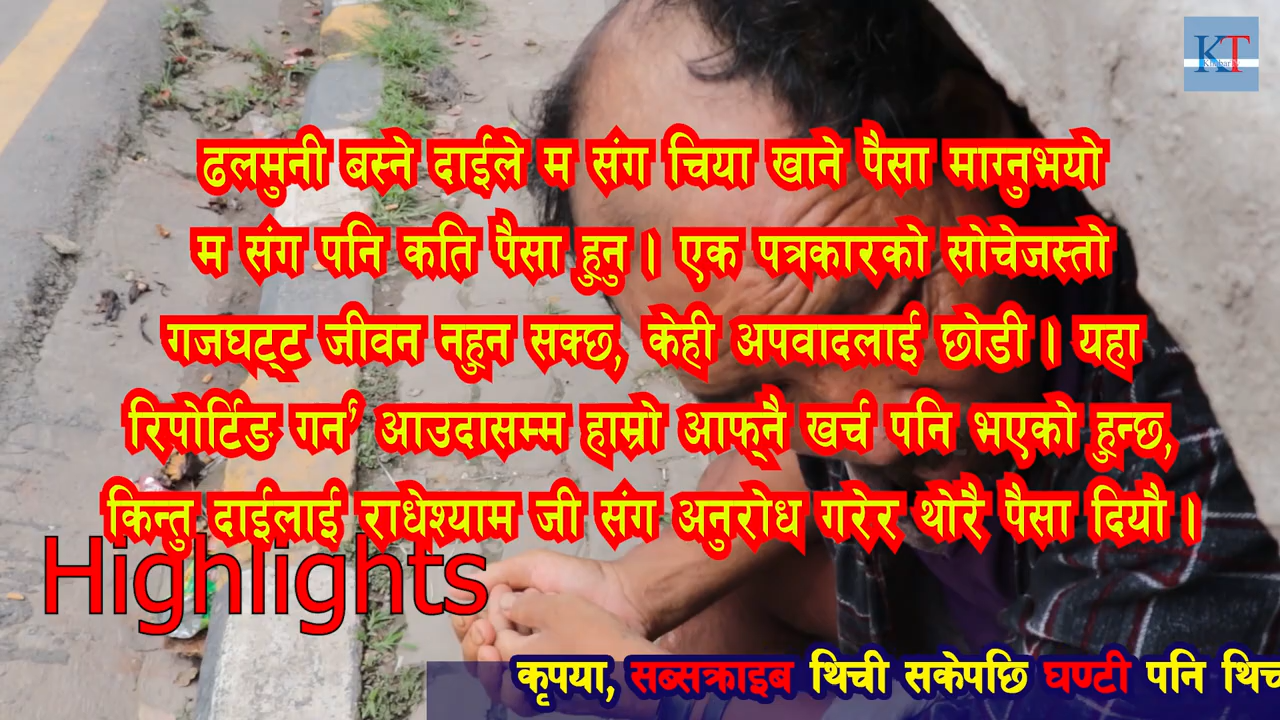 KT
Khabar
ढलमुनी बस्ने दाईले म संग चिया खाने पैसा माग्नुभयो
म संग पनि कति पैसा हुनु । एक पत्रकारको सोचेजस्तो
गजघट्ट जीवन नहुन सक्छ, केही अपवादलाई छोडी । यहा
रिपोर्टिङ गर्न' आउदासम्म हाम्रो आफ्नै खर्च पनि भएको हुन्छ,
किन्तु दाईलाई राधेश्याम जी संग अनुरोध गरेर थोरै पैसा दियौ ।
Highlights
कृपया, सब्सक्राइब थिची सकेपछि घण्टी पनि